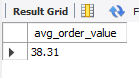 Result Grid
avg_order_value
38.31